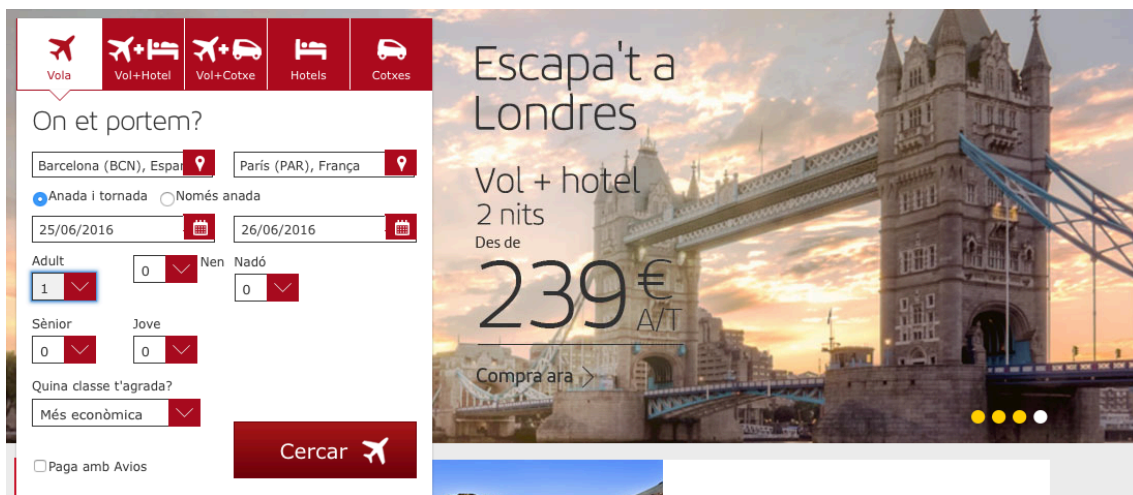 Vola
Vol+Hotel
Vol+Cotxe
Hotels
Cotxes
On et portem?
Barcelona (BCN), Espar
París (PAR), França
Anada i tornada
Només anada
25/06/2016
26/06/2016
Adult
Nen
Nadó
1
0
0
Sènior
Jove
0
0
Quina classe t'agrada?
Més econòmica
Cercar
Paga amb Avios
Escapa't a
Londres
Vol + hotel
2 nits
Des de
239€
A/T
Compra ara